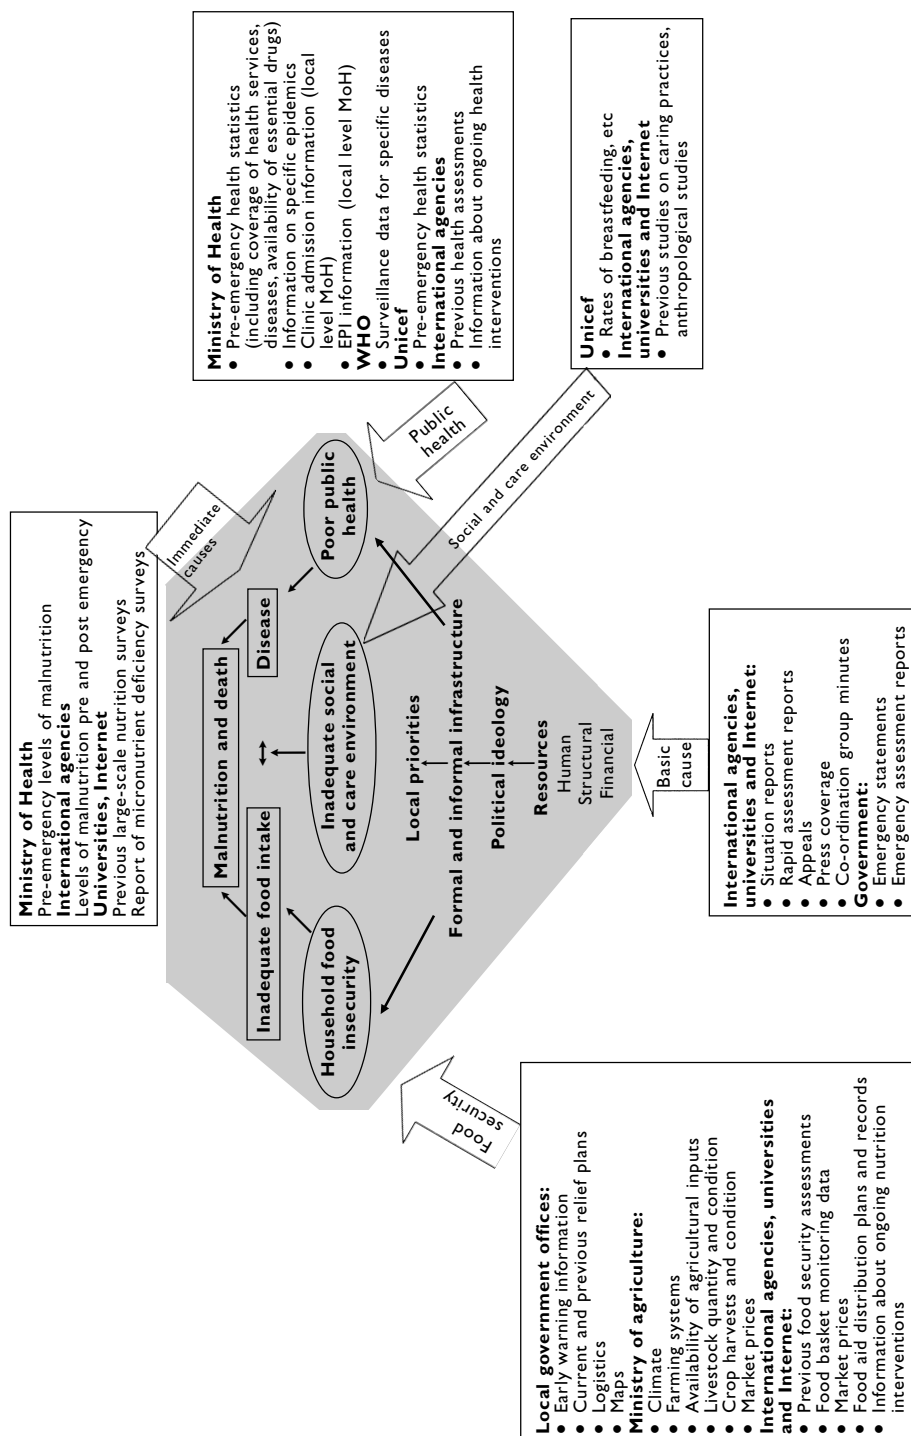 Ministry of Health
Pre-emergency levels of malnutrition
International agencies
Levels of malnutrition pre and post emergency
Universities, Internet
Previous large-scale nutrition surveys
Report of micronutrient deficiency surveys
Immediate
causes
Ministry of Health
• Pre-emergency health statistics
(including coverage of health services,
diseases, availability of essential drugs)
• Information on specific epidemics
• Clinic admission information (local
level MoH)
• EPI information (local level MoH)
WHO
• Surveillance data for specific diseases
Unicef
• Pre-emergency health statistics
International agencies
• Previous health assessments
• Information about ongoing health
interventions
Public
health
Malnutrition and death
Inadequate food intake
Disease
Household food
insecurity
Inadequate social
and care environment
Poor public
health
Local priorities
Formal and informal infrastructure
Political ideology
Resources
Human
Structural
Financial
Food
security
Social and care environment
Basic
cause
Unicef
• Rates of breastfeeding, etc
International agencies,
universities and Internet
• Previous studies on caring practices,
anthropological studies
Local government offices:
• Early warning information
• Current and previous relief plans
• Logistics
• Maps
Ministry of agriculture:
• Climate
• Farming systems
• Availability of agricultural inputs
• Livestock quantity and condition
• Crop harvests and condition
• Market prices
International agencies, universities
and Internet:
• Previous food security assessments
• Food basket monitoring data
• Market prices
• Food aid distribution plans and records
• Information about ongoing nutrition
interventions
International agencies,
universities and Internet:
• Situation reports
• Rapid assessment reports
• Appeals
• Press coverage
• Co-ordination group minutes
Government:
• Emergency statements
• Emergency assessment reports